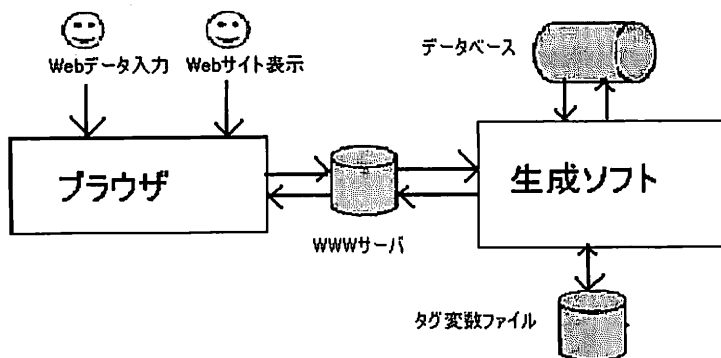 Webデータ入力 Webサイト表示
データベース
ブラウザ
生成ソフト
WWWサーバ
タグ変数ファイル